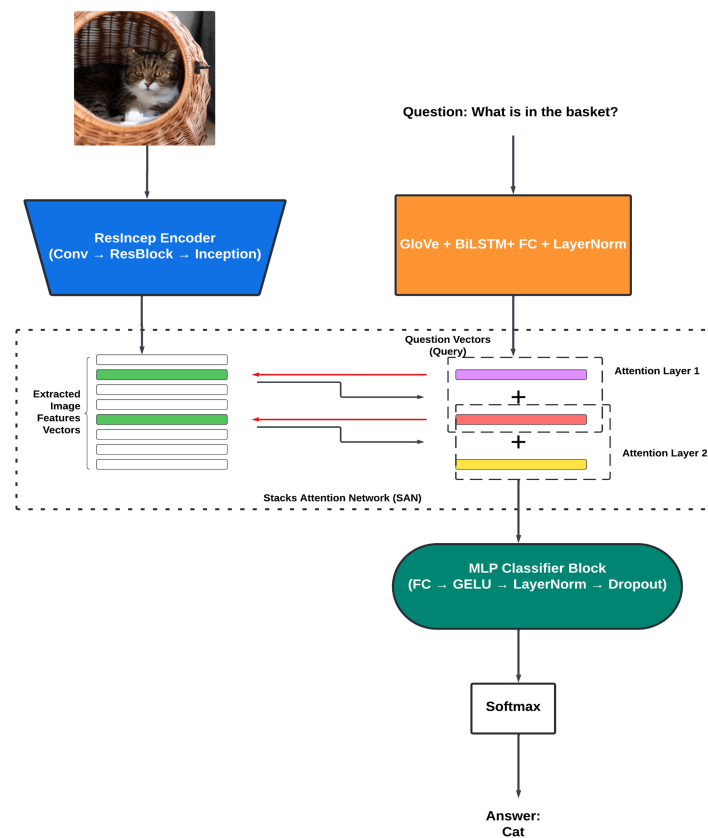 Question: What is in the basket?
ResIncep Encoder
(Conv → ResBlock → Inception)
GloVe + BiLSTM+ FC + LayerNorm
Question Vectors
(Query)
Attention Layer 1
+
Extracted
Image
Features
Vectors
+
Attention Layer 2
Stacks Attention Network (SAN)
MLP Classifier Block
(FC → GELU → LayerNorm → Dropout)
Softmax
Answer:
Cat